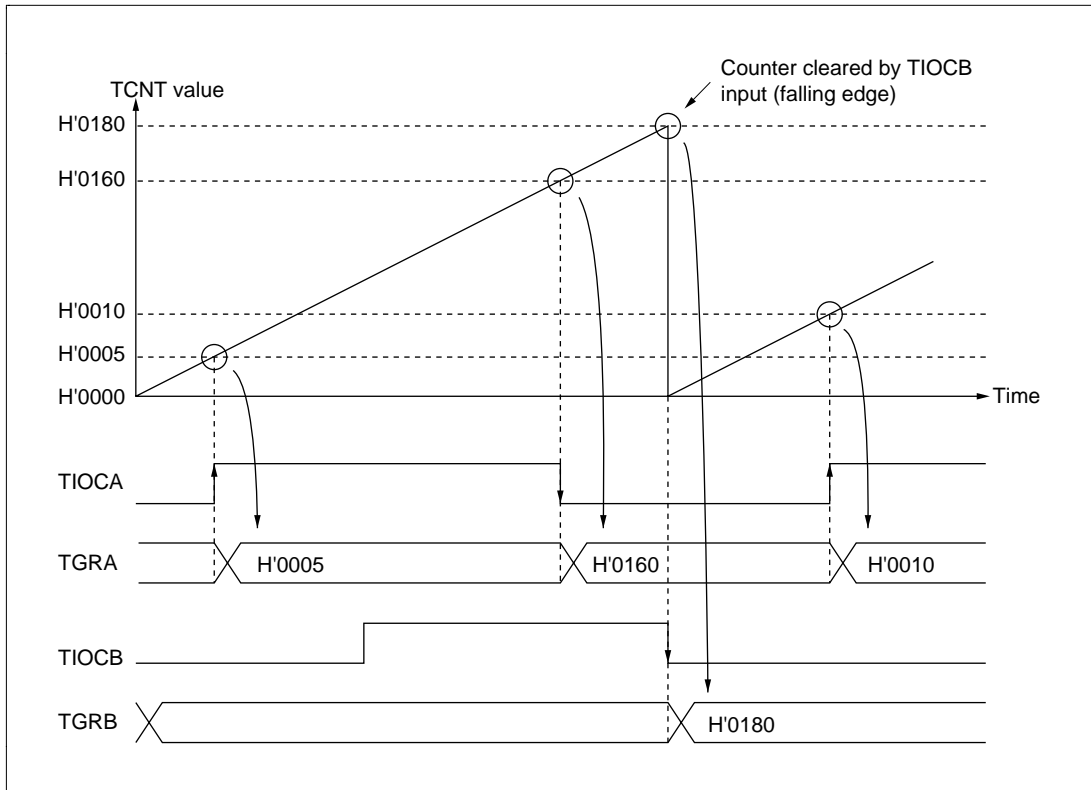 Counter cleared by TIOCB
input (falling edge)
TCNT value
H'0180
H'0160
H'0010
H'0005
H'0000
Time
TIOCA
TGRA
H'0005
H'0160
H'0010
TIOCB
TGRB
H'0180